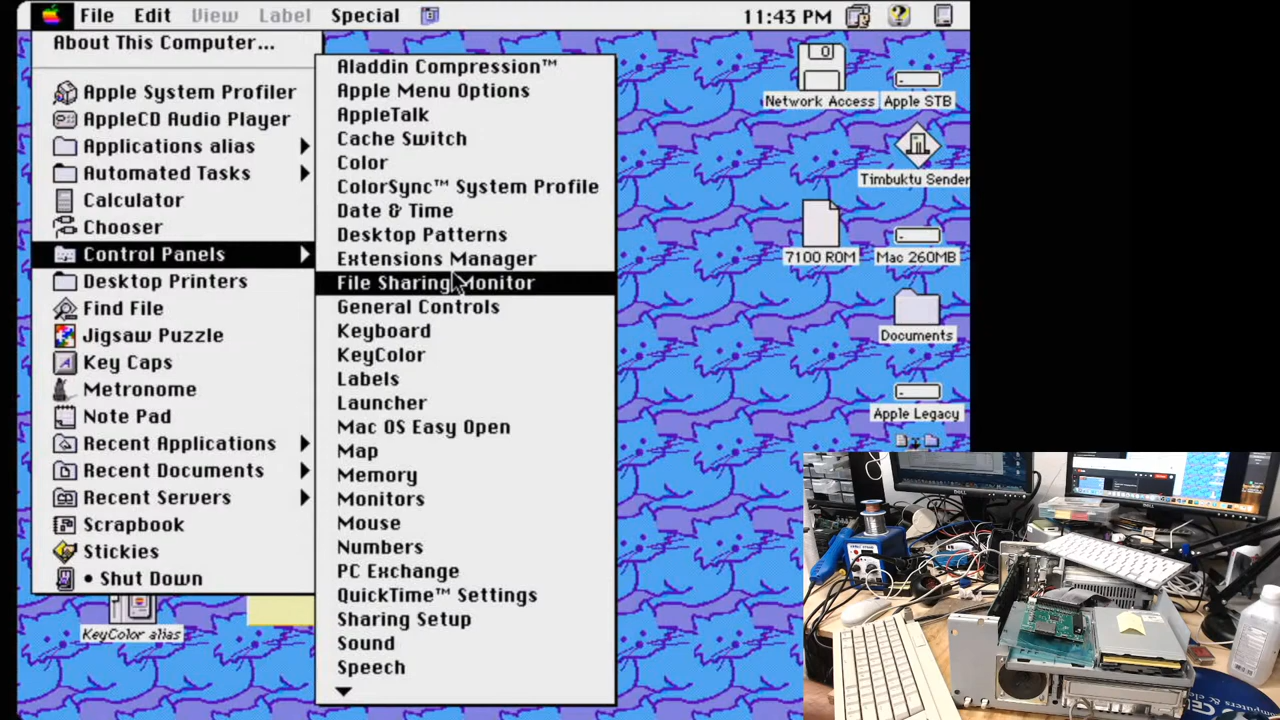 File Edit View Label Special 11:43 PM
About This Computer...
Apple System Profiler
AppleCD Audio Player
Applications alias
Automated Tasks
Calculator
Chooser
Control Panels
Desktop Printers
Find File
Jigsaw Puzzle
Key Caps
Metronome
Note Pad
Recent Applications
Recent Documents
Recent Servers
Scrapbook
Stickies
• Shut Down
KeyColor alias
Aladdin Compression™
Apple Menu Options
AppleTalk
Cache Switch
Color
ColorSync™ System Profile
Date & Time
Desktop Patterns
Extensions Manager
File Sharing Monitor
General Controls
Keyboard
KeyColor
Labels
Launcher
Mac OS Easy Open
Map
Memory
Monitors
Mouse
Numbers
PC Exchange
QuickTime™ Settings
Sharing Setup
Sound
Speech
Network Access
Apple STB
Timbuktu Sender
7100 ROM
Mac 260MB
Documents
Apple Legacy
DELL
DELL